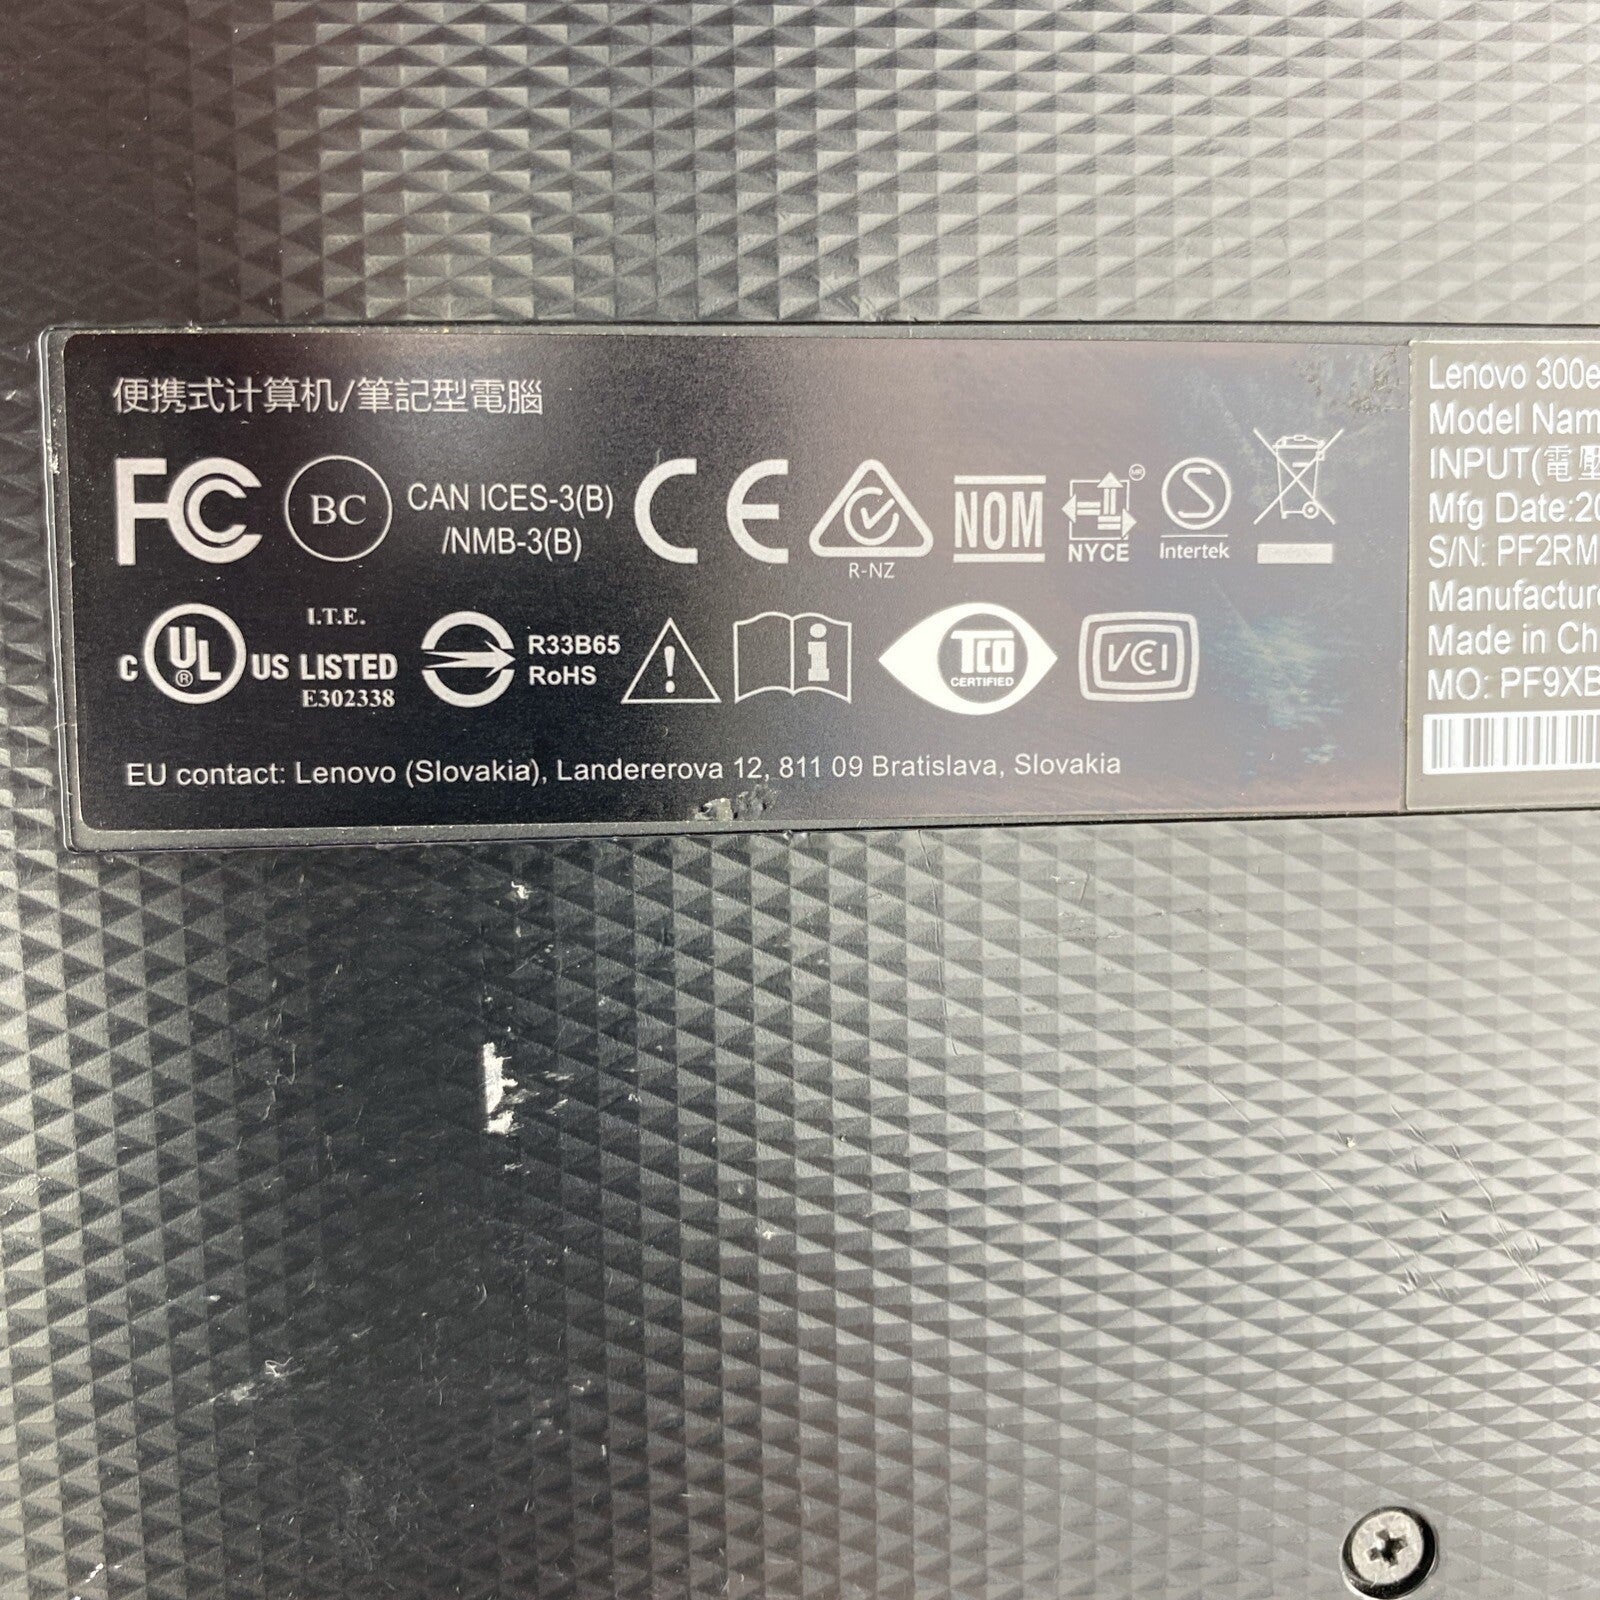 便携式计算机/筆記型電腦
FC BC CAN ICES-3(B)
/NMB-3(B)
CE
R-NZ
NOM
NYCE
S
Intertek
I.T.E.
C UL US LISTED
®
E302338
R33B65
RoHS
TCO
CERTIFIED
VCCI
EU contact: Lenovo (Slovakia), Landererova 12, 811 09 Bratislava, Slovakia
Lenovo 300e
Model Nam
INPUT(電壓
Mfg Date:20
S/N: PF2RM
Manufacture
Made in Ch
MO: PF9XB